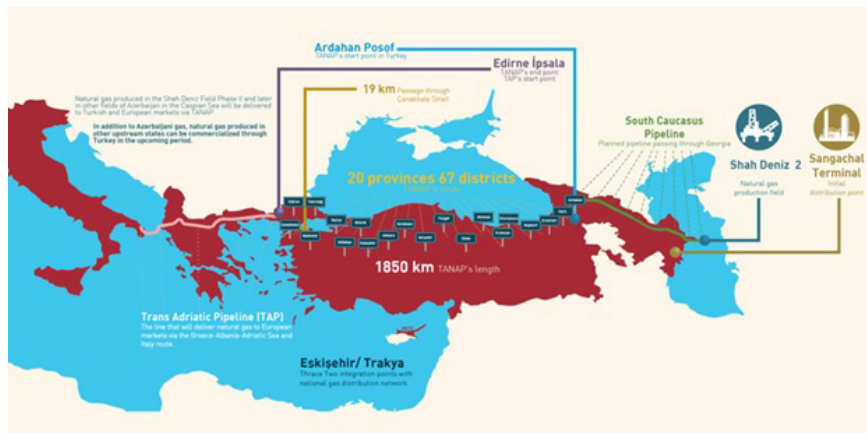 Ardahan Posof
TANAP's start point in Turkey
Edirne İpsala
TANAP's end point
TAP's start point
19 km Passage through
Çanakkale Strait
Natural gas produced in the Shah Deniz Field Phase II and later
in other fields of Azerbaijan in the Caspian Sea will be delivered
to Turkish and European markets via TANAP.
In addition to Azerbaijani gas, natural gas produced in
other upstream states can be commercialized through
Turkey in the upcoming period.
South Caucasus
Pipeline
Planned pipeline passing through Georgia
Shah Deniz 2
Natural gas
production field
Sangachal
Terminal
Initial
distribution point
20 provinces 67 districts
TANAP's route
1850 km TANAP's length
Trans Adriatic Pipeline (TAP)
The line that will deliver natural gas to European
markets via the Greece-Albania-Adriatic Sea and
Italy route.
Eskişehir/ Trakya
Thrace Two integration points with
national gas distribution network